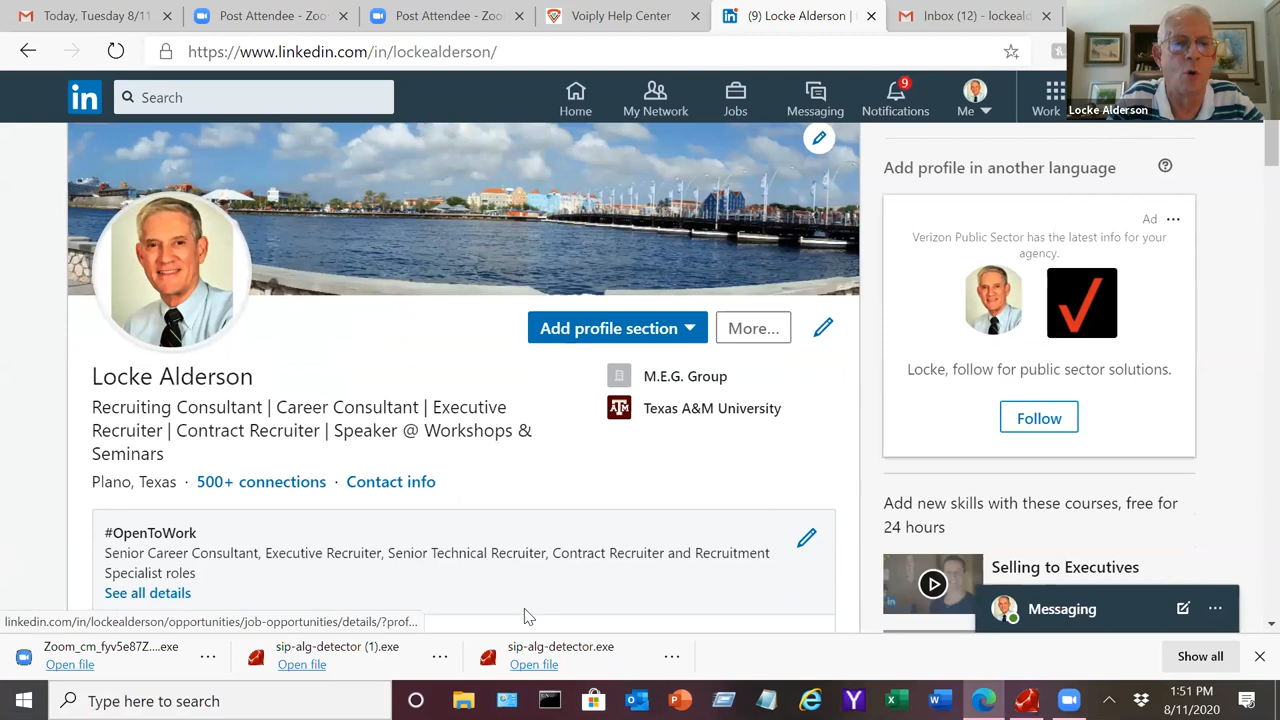 Today, Tuesday 8/11
Post Attendee - Zoo
Post Attendee - Zoo
Voiply Help Center
(9) Locke Alderson |
Inbox (12) - lockeald
https://www.linkedin.com/in/lockealderson/
in
Search
Home
My Network
Jobs
Messaging
9
Notifications
Me
Work
Locke Alderson
Add profile in another language
Ad
Verizon Public Sector has the latest info for your
agency.
Locke, follow for public sector solutions.
Follow
Add profile section
More...
Locke Alderson
M.E.G. Group
Texas A&M University
Recruiting Consultant | Career Consultant | Executive
Recruiter | Contract Recruiter | Speaker @ Workshops &
Seminars
Plano, Texas · 500+ connections · Contact info
#OpenToWork
Senior Career Consultant, Executive Recruiter, Senior Technical Recruiter, Contract Recruiter and Recruitment
Specialist roles
See all details
Add new skills with these courses, free for
24 hours
Selling to Executives
Messaging
linkedin.com/in/lockealderson/opportunities/job-opportunities/details/?prof...
Zoom_cm_fyv5e87Z....exe
Open file
sip-alg-detector (1).exe
Open file
sip-alg-detector.exe
Open file
Show all
Type here to search
1:51 PM
8/11/2020